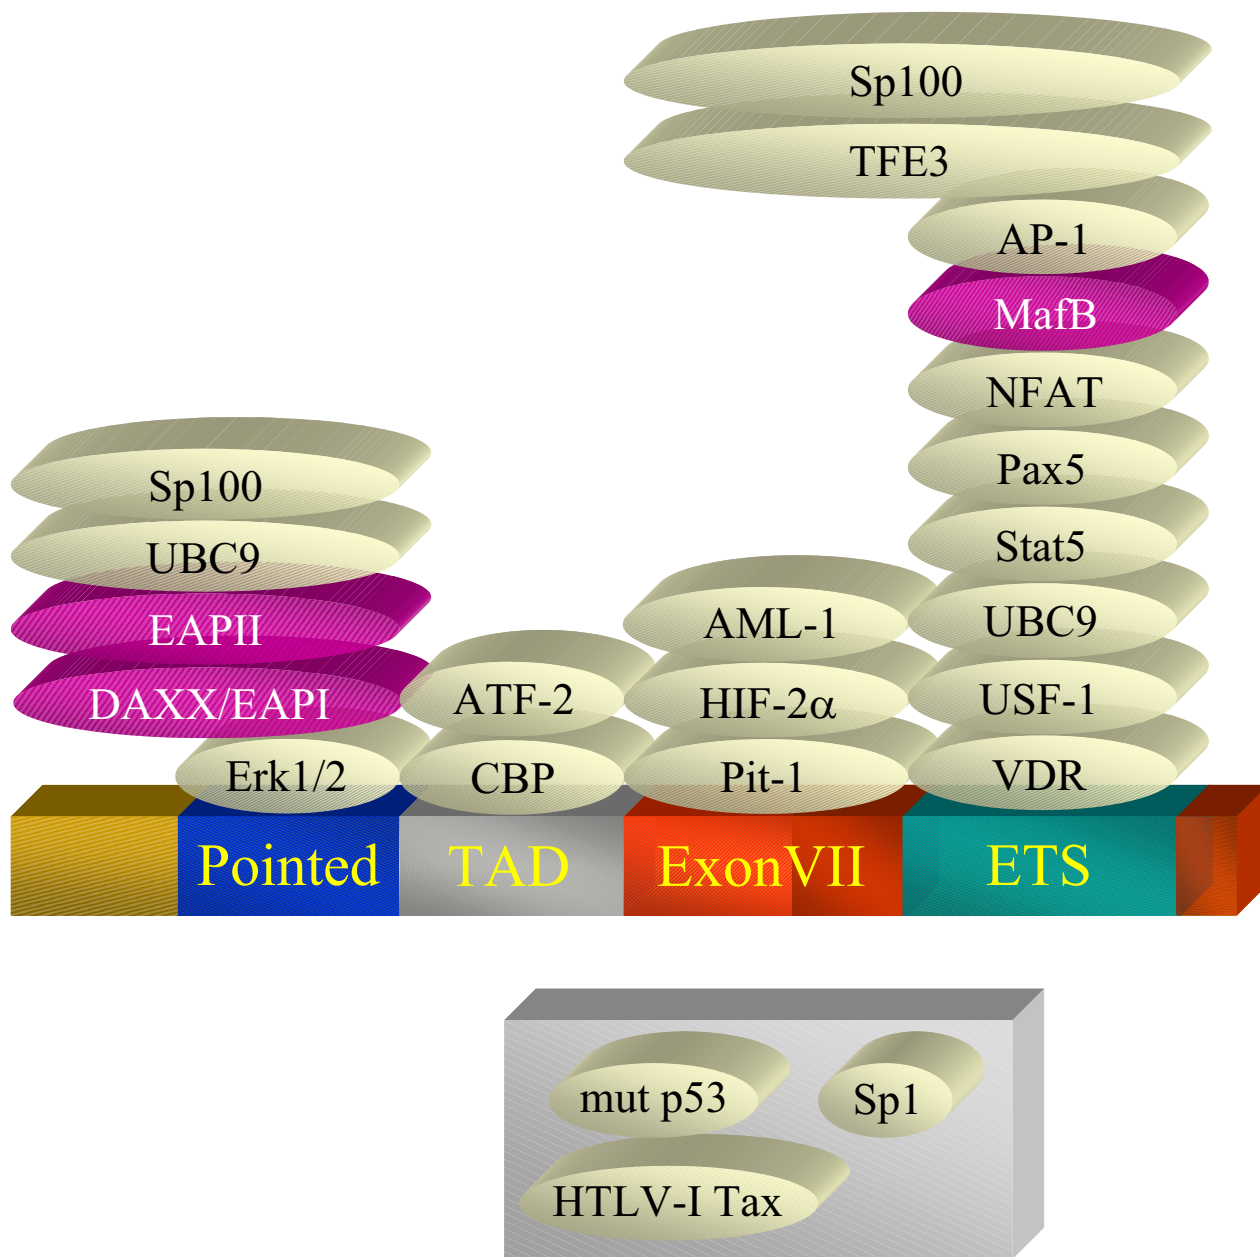 Sp100
TFE3
AP-1
MafB
NFAT
Pax5
Stat5
UBC9
USF-1
VDR
Sp100
UBC9
EAPII
DAXX/EAPI
Erk1/2
ATF-2
CBP
AML-1
HIF-2α
Pit-1
Pointed
TAD
ExonVII
ETS
mut p53
Sp1
HTLV-I Tax